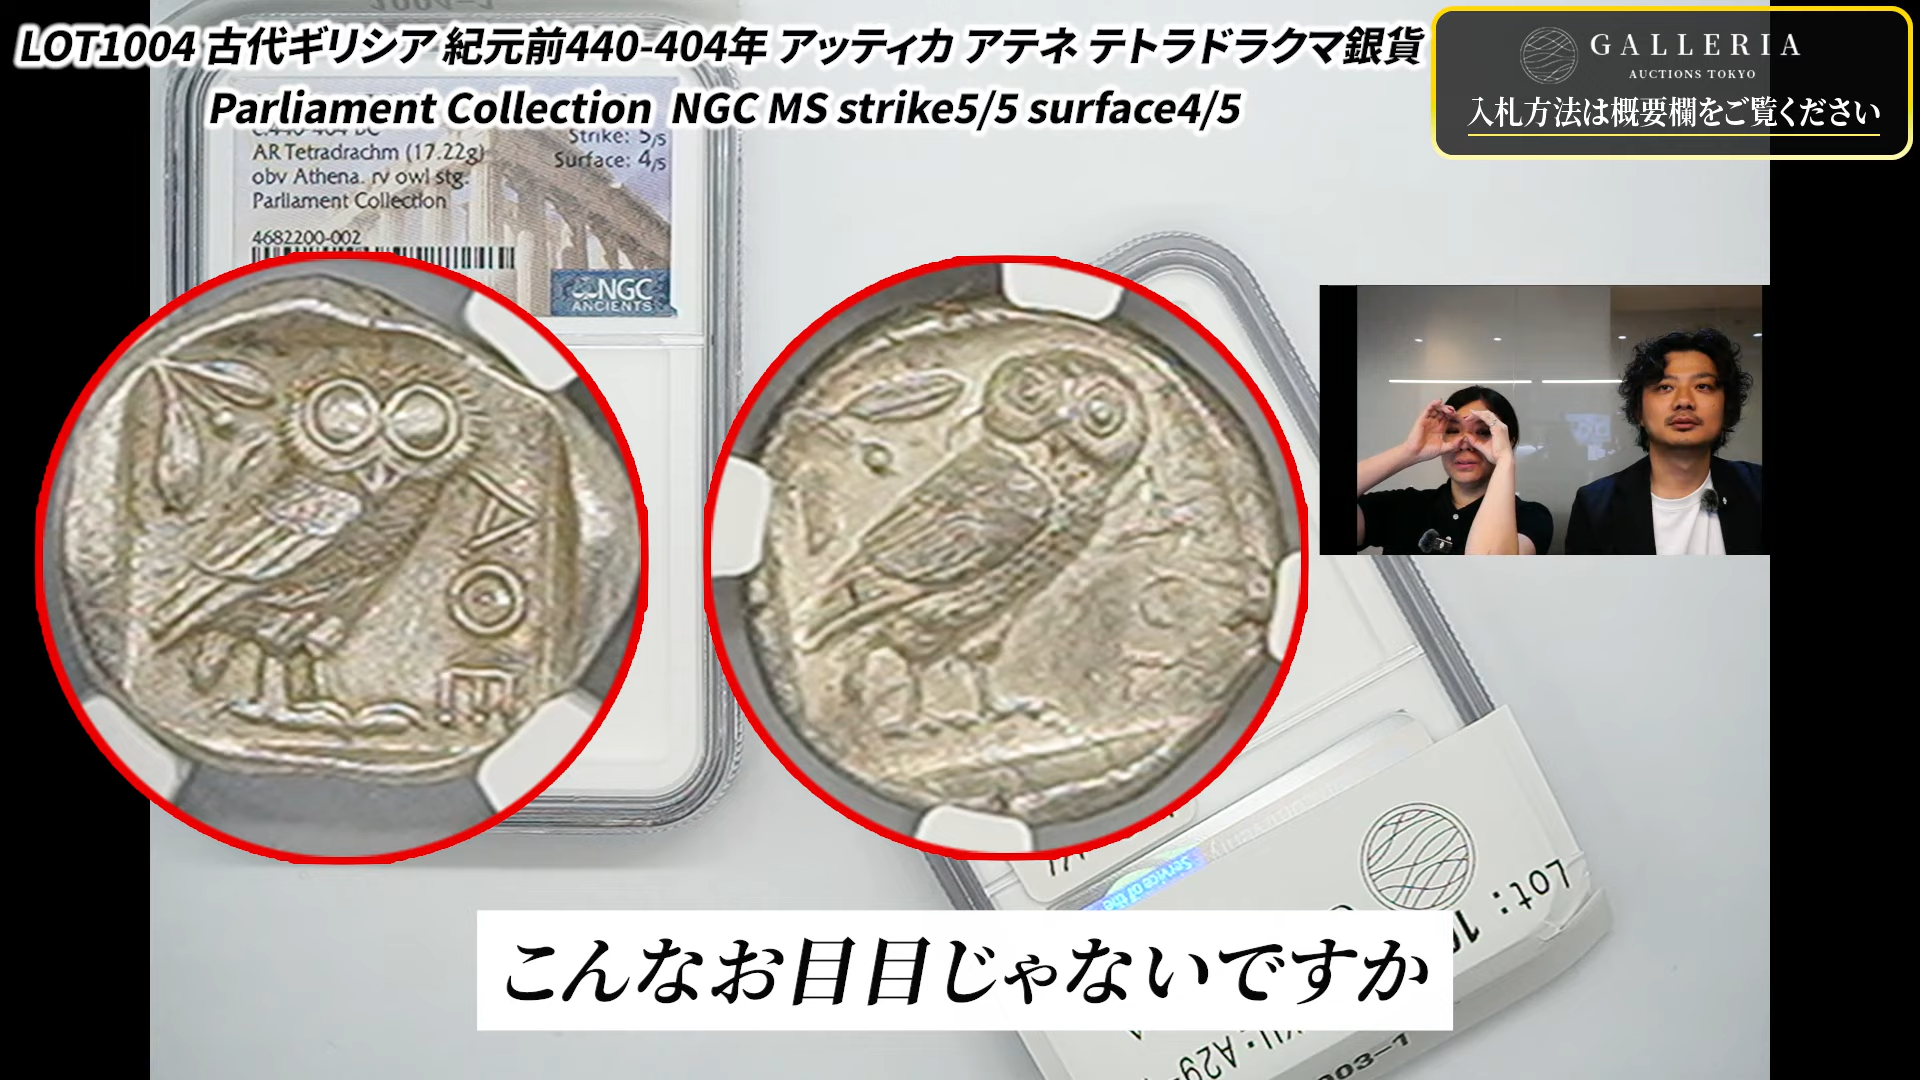 LOT1004 古代ギリシア 紀元前440-404年 アッティカ アテネ テトラドラクマ銀貨
Parliament Collection NGC MS strike5/5 surface4/5
GALLERIA
AUCTIONS TOKYO
入札方法は概要欄をご覧ください
Strike: 5/5
AR Tetradrachm (17.22g)
Surface: 4/5
obv Athena. rv owl stg.
Parliament Collection
4682200-002
NGC
ANCIENTS
ΑΘΕ
Lot:
こんなお目目じゃないですか